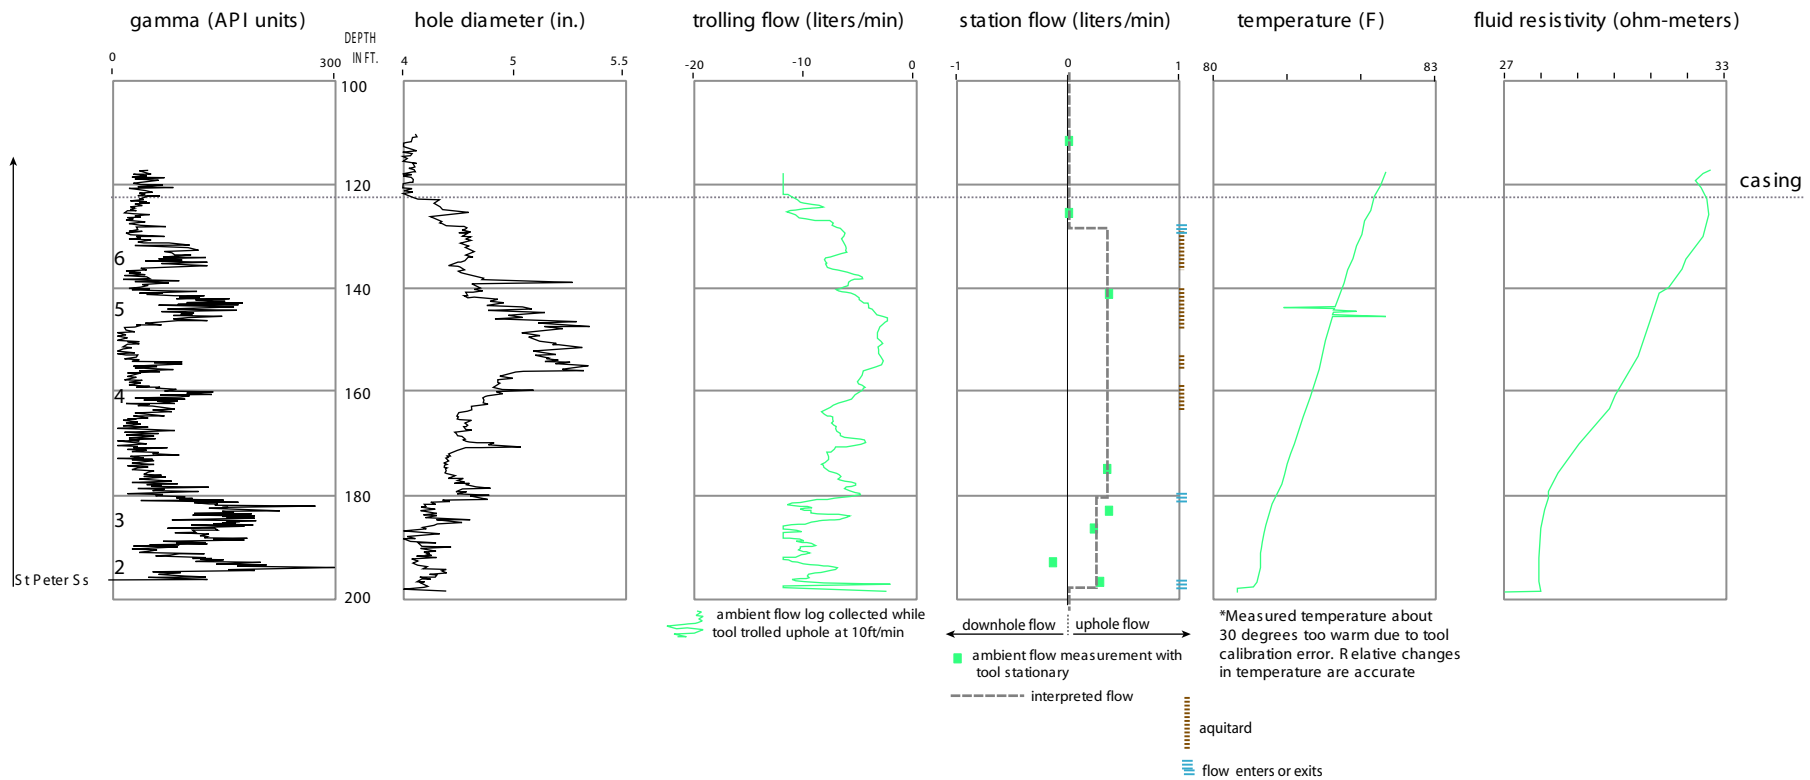 gamma (API units)
hole diameter (in.)
trolling flow (liters/min)
station flow (liters/min)
temperature (F)
fluid resistivity (ohm-meters)
DEPTH
IN FT.
0
300
4
5
5.5
-20
-10
0
-1
0
1
80
83
27
33
100
120
casing
6
140
5
160
4
180
3
2
St Peter Ss
200
ambient flow log collected while
tool trolled uphole at 10ft/min
downhole flow
uphole flow
ambient flow measurement with
tool stationary
interpreted flow
*Measured temperature about
30 degrees too warm due to tool
calibration error. Relative changes
in temperature are accurate
aquitard
flow enters or exits